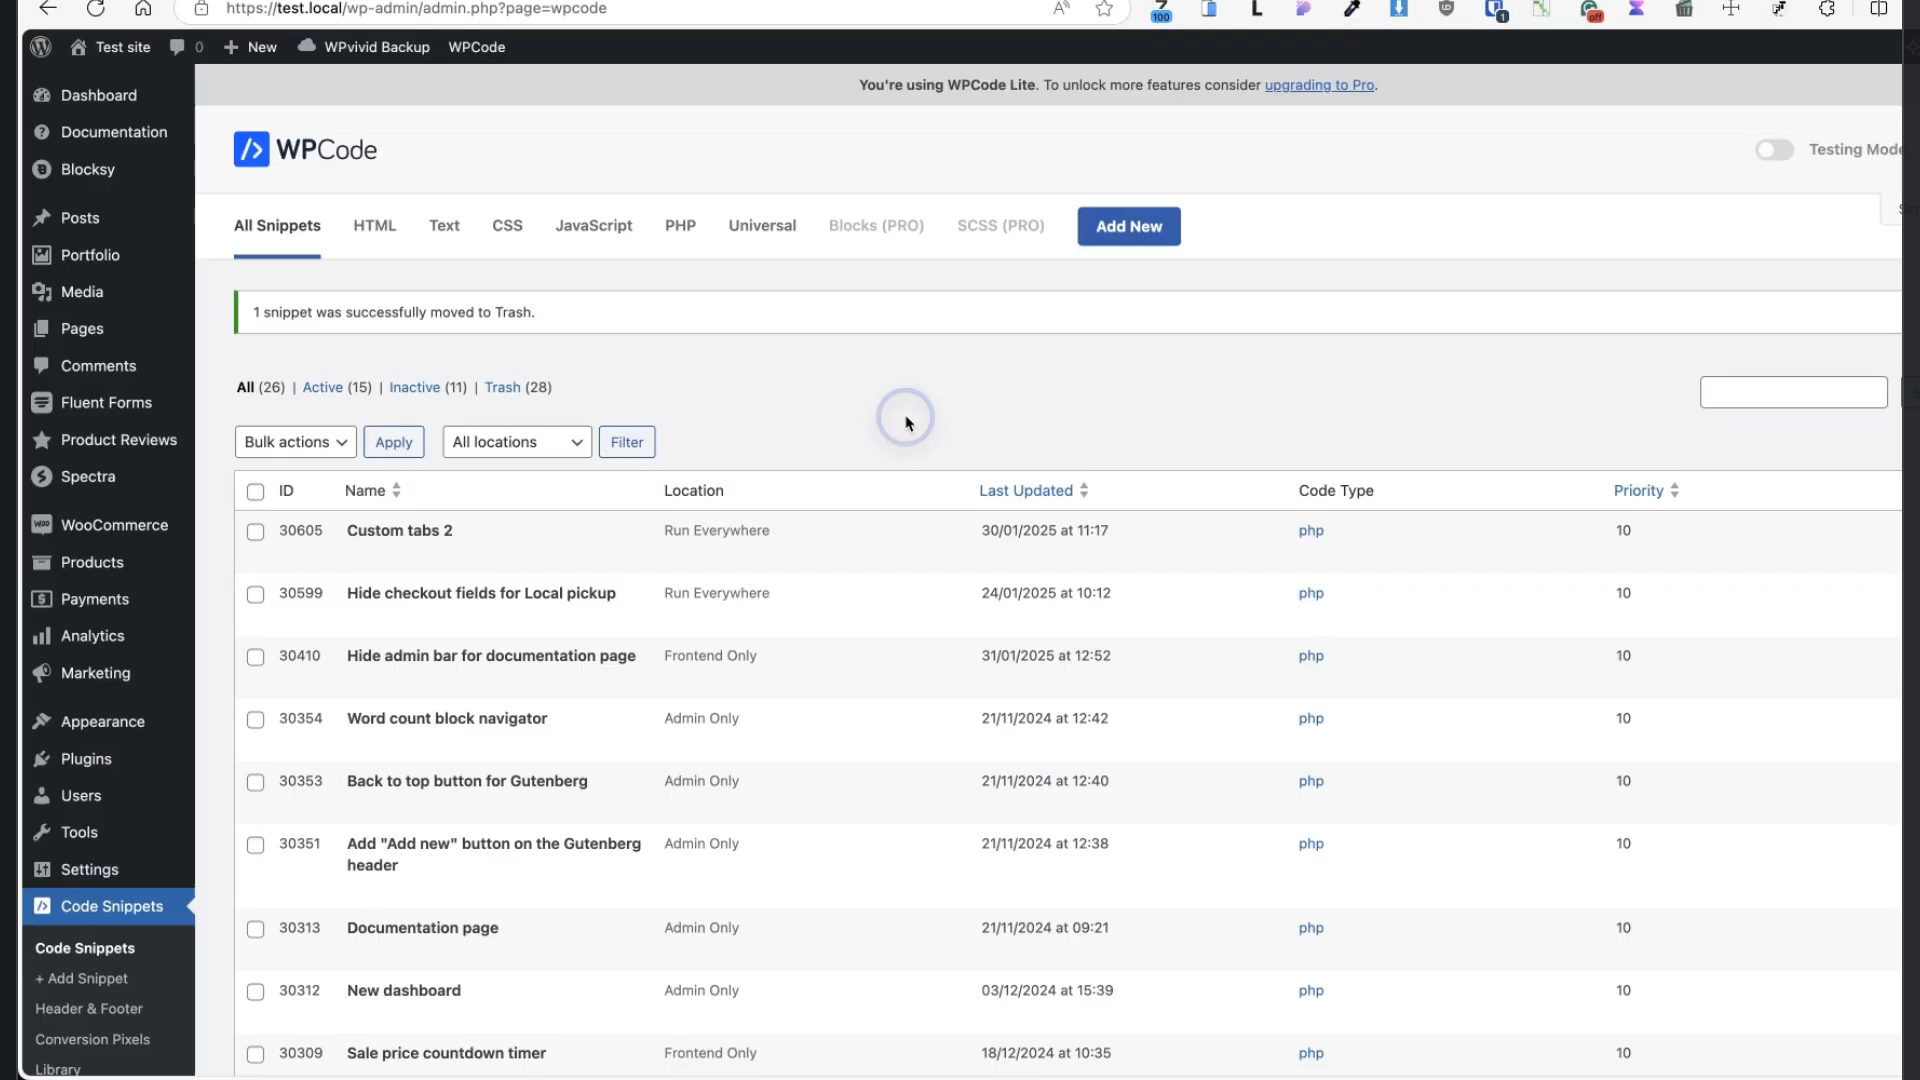 https://test.local/wp-admin/admin.php?page=wpcode
100
1
off
Test site 0 New WPvivid Backup WPCode
You're using WPCode Lite. To unlock more features consider upgrading to Pro.
WPCode
Testing Mode
All Snippets HTML Text CSS JavaScript PHP Universal Blocks (PRO) SCSS (PRO) Add New
1 snippet was successfully moved to Trash.
All (26) | Active (15) | Inactive (11) | Trash (28)
Bulk actions Apply All locations Filter
ID Name Location Last Updated Code Type Priority
30605 Custom tabs 2 Run Everywhere 30/01/2025 at 11:17 php 10
30599 Hide checkout fields for Local pickup Run Everywhere 24/01/2025 at 10:12 php 10
30410 Hide admin bar for documentation page Frontend Only 31/01/2025 at 12:52 php 10
30354 Word count block navigator Admin Only 21/11/2024 at 12:42 php 10
30353 Back to top button for Gutenberg Admin Only 21/11/2024 at 12:40 php 10
30351 Add "Add new" button on the Gutenberg header Admin Only 21/11/2024 at 12:38 php 10
30313 Documentation page Admin Only 21/11/2024 at 09:21 php 10
30312 New dashboard Admin Only 03/12/2024 at 15:39 php 10
30309 Sale price countdown timer Frontend Only 18/12/2024 at 10:35 php 10
Dashboard
Documentation
Blocksy
Posts
Portfolio
Media
Pages
Comments
Fluent Forms
Product Reviews
Spectra
WooCommerce
Products
Payments
Analytics
Marketing
Appearance
Plugins
Users
Tools
Settings
Code Snippets
Code Snippets
+ Add Snippet
Header & Footer
Conversion Pixels
Library